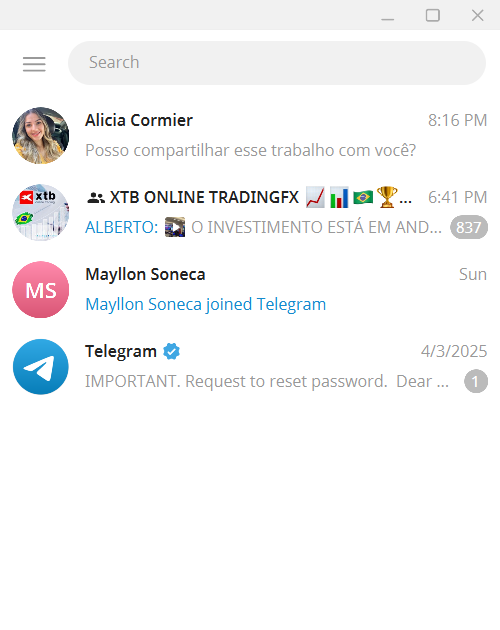 Search
Alicia Cormier 8:16 PM
Posso compartilhar esse trabalho com você?
xtb
XTB ONLINE TRADINGFX 📈📊🇧🇷🏆... 6:41 PM
ALBERTO: O INVESTIMENTO ESTÁ EM AND... 837
MS
Mayllon Soneca Sun
Mayllon Soneca joined Telegram
Telegram 4/3/2025
IMPORTANT. Request to reset password. Dear ... 1